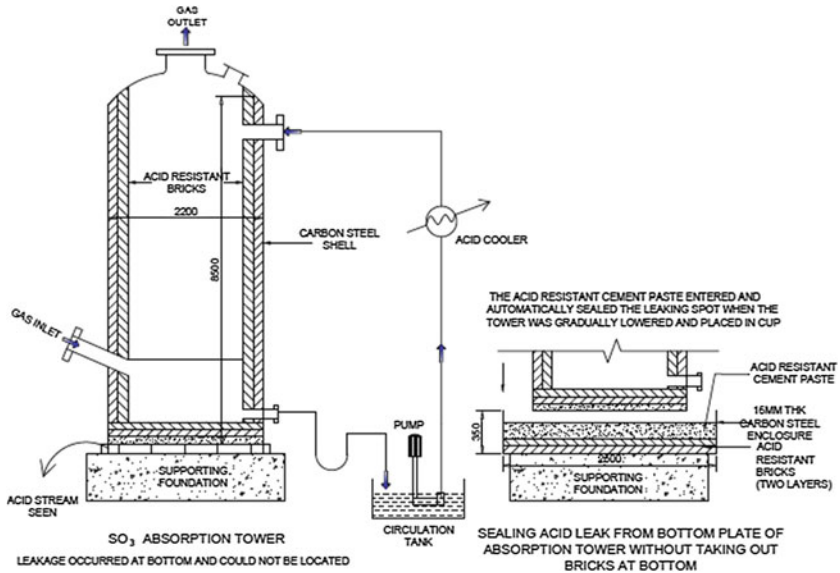 GAS
OUTLET
ACID RESISTANT
BRICKS
2200
8500
CARBON STEEL
SHELL
GAS INLET
ACID COOLER
PUMP
SUPPORTING
FOUNDATION
ACID STREAM
SEEN
CIRCULATION
TANK
SO₃ ABSORPTION TOWER
LEAKAGE OCCURRED AT BOTTOM AND COULD NOT BE LOCATED
THE ACID RESISTANT CEMENT PASTE ENTERED AND
AUTOMATICALLY SEALED THE LEAKING SPOT WHEN THE
TOWER WAS GRADUALLY LOWERED AND PLACED IN CUP
ACID RESISTANT
CEMENT PASTE
15MM THK
CARBON STEEL
ENCLOSURE
ACID
RESISTANT
BRICKS
(TWO LAYERS)
350
2500
SUPPORTING
FOUNDATION
SEALING ACID LEAK FROM BOTTOM PLATE OF
ABSORPTION TOWER WITHOUT TAKING OUT
BRICKS AT BOTTOM